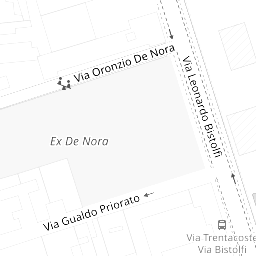 Via Oronzio De Nora
Via Leonardo Bistolfi
Ex De Nora
Via Gualdo Priorato
Via Trentacoste
Via Bistolfi